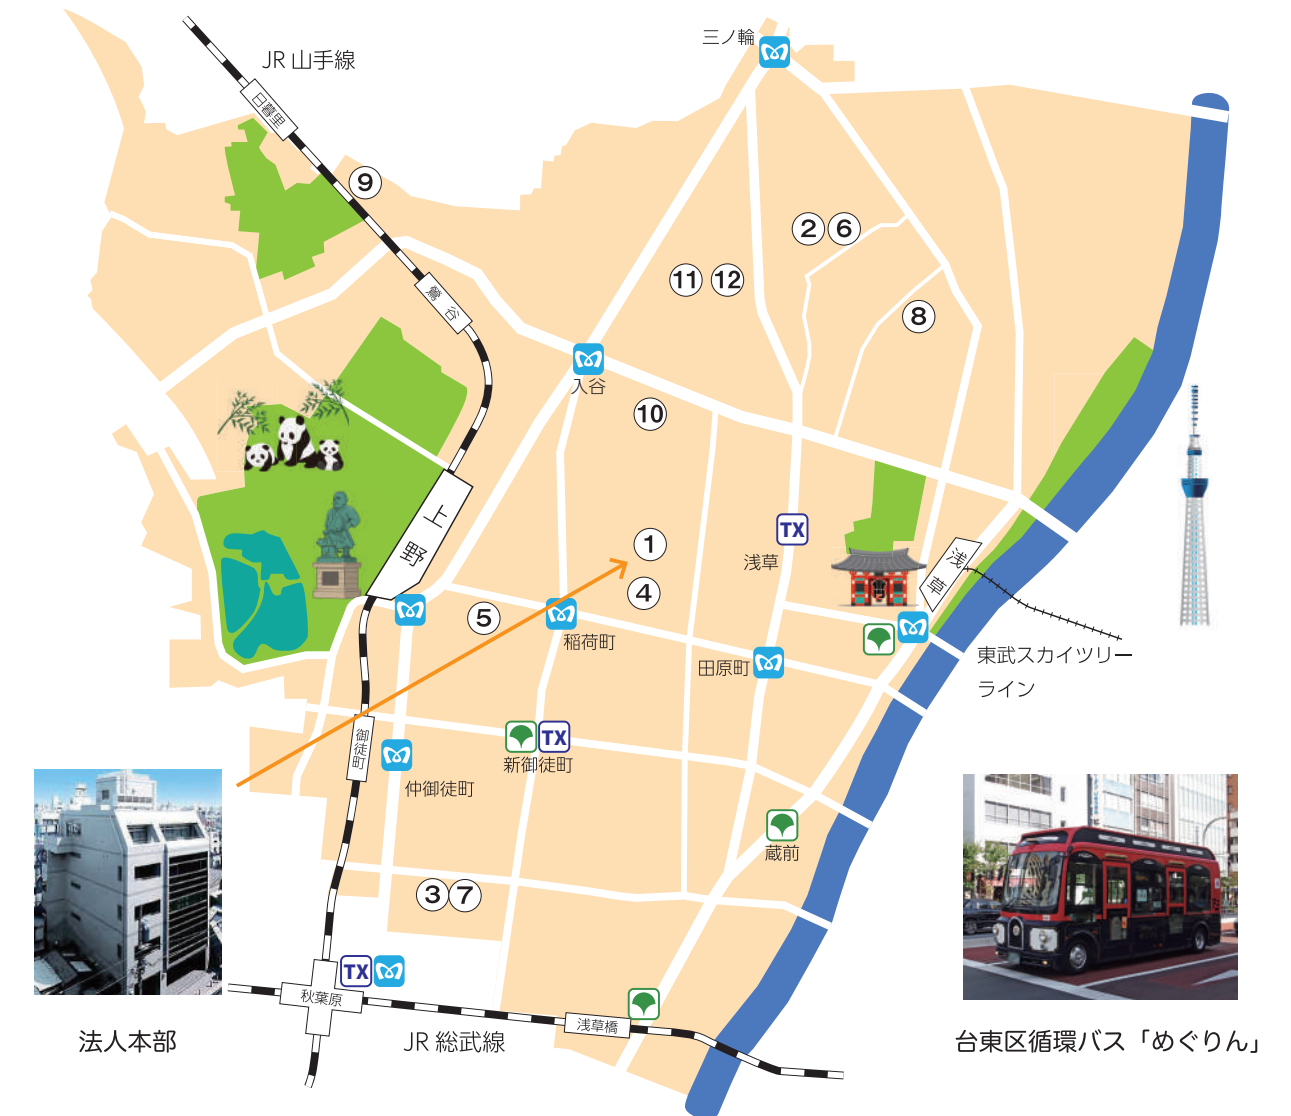 三ノ輪
JR 山手線
日暮里
⑨
② ⑥
⑪ ⑫
鶯谷
⑧
入谷
⑩
上野
TX
浅草
①
浅草
④
⑤
稲荷町
田原町
東武スカイツリー
ライン
御徒町
TX
新御徒町
仲御徒町
蔵前
③⑦
TX
秋葉原
浅草橋
JR 総武線
法人本部
台東区循環バス「めぐりん」